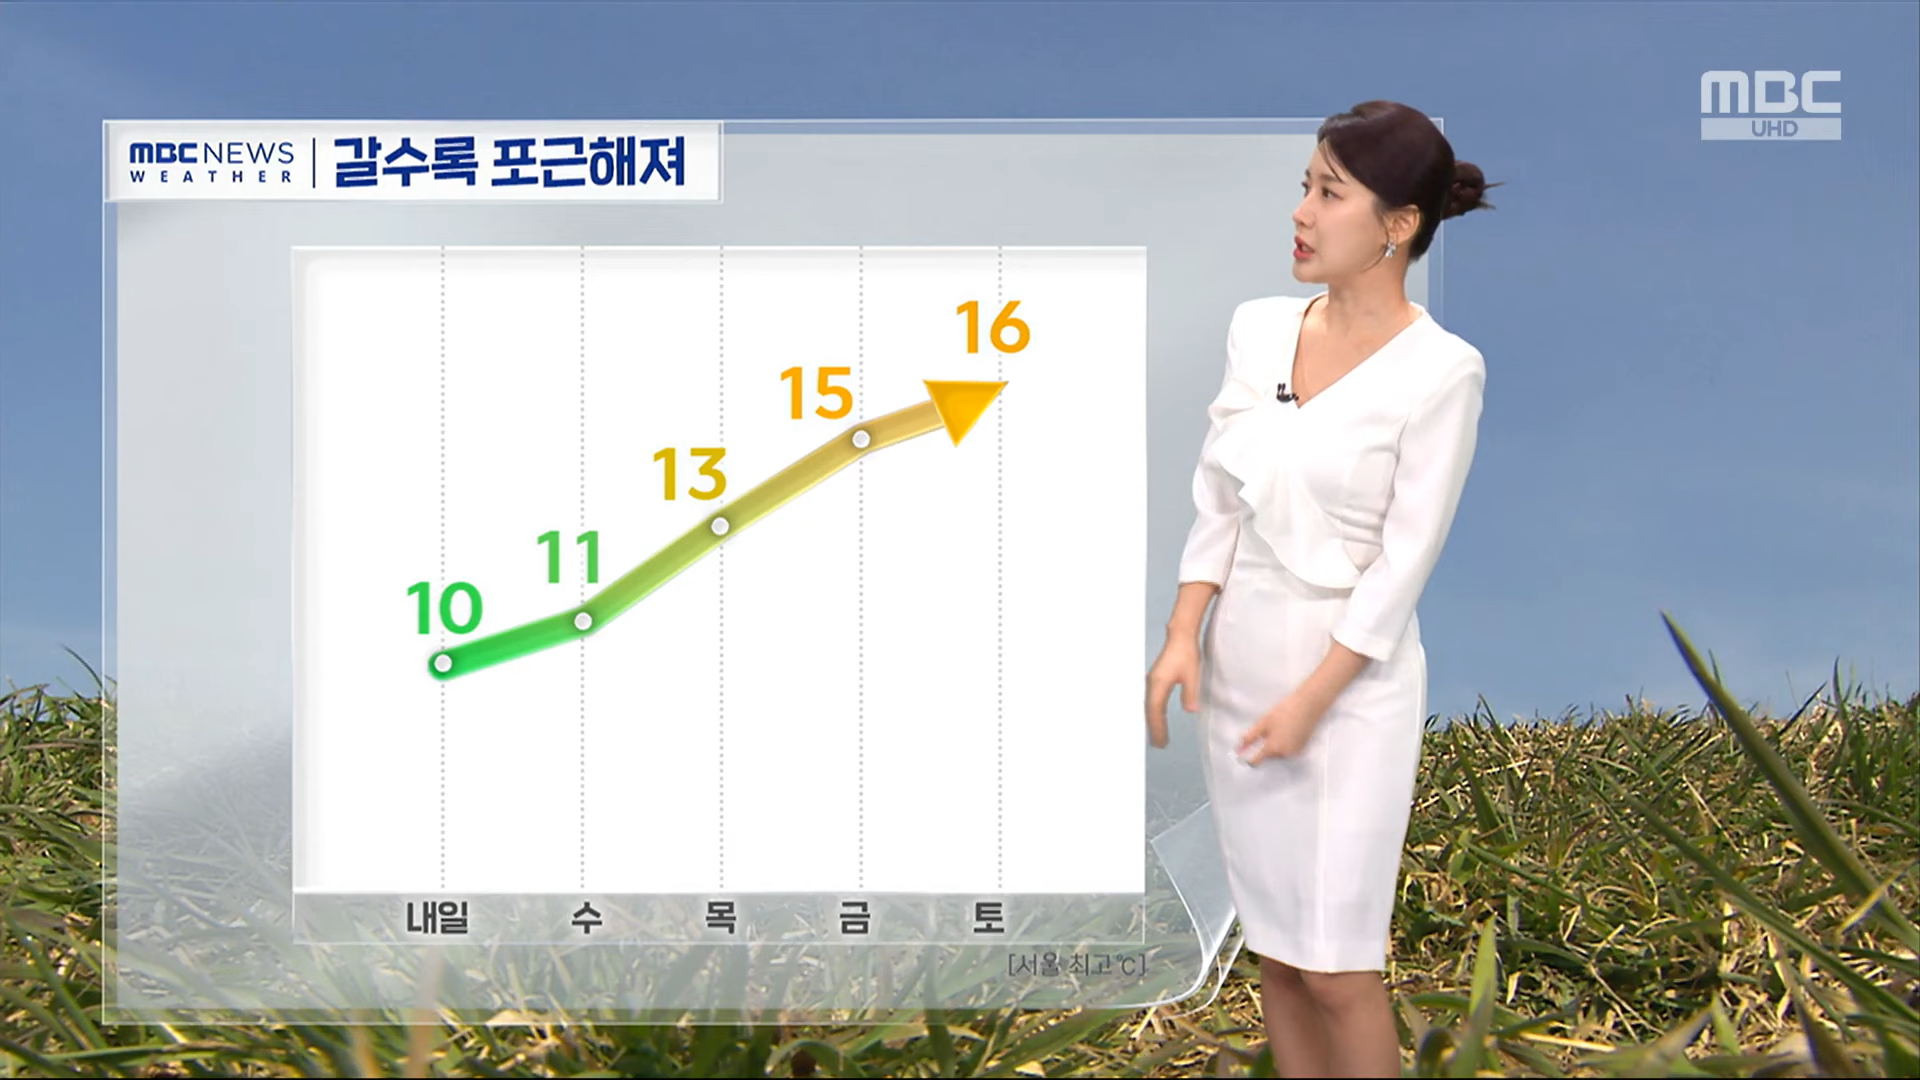 MBC
UHD
MBC NEWS
WEATHER
갈수록 포근해져
10
11
13
15
16
내일 수 목 금 토
[서울 최고℃]